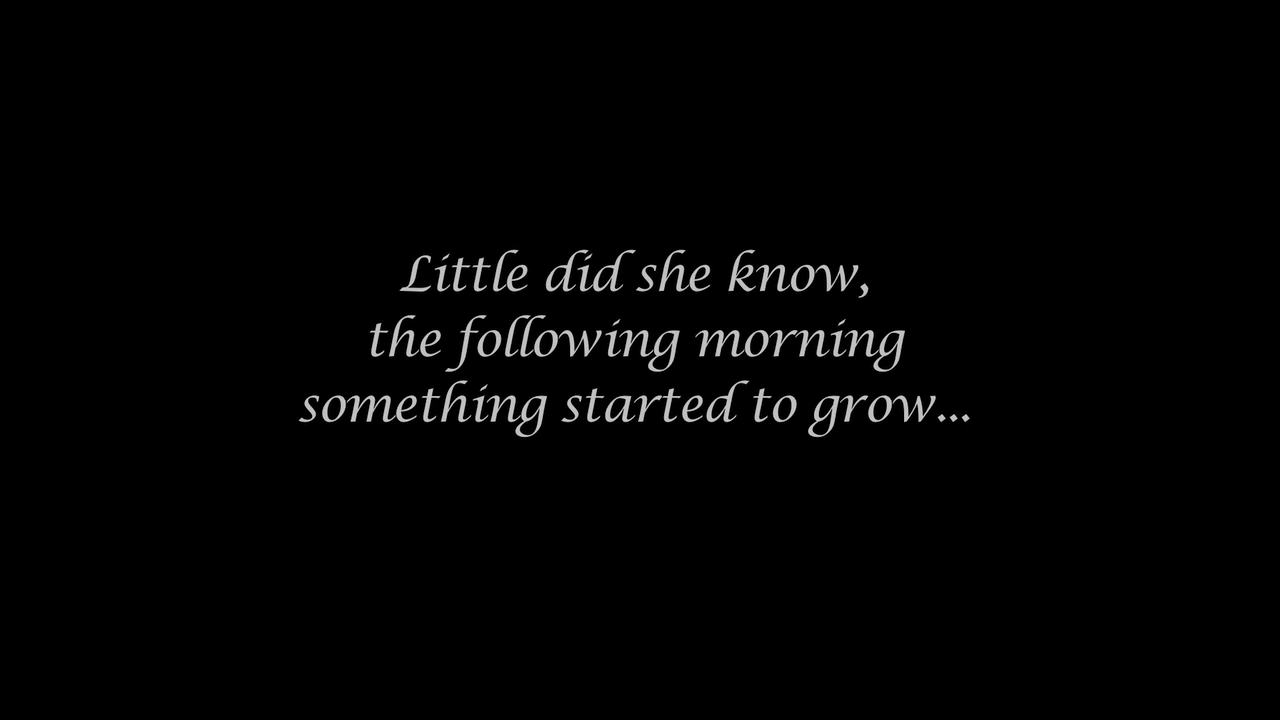 Little did she know,
the following morning
something started to grow...